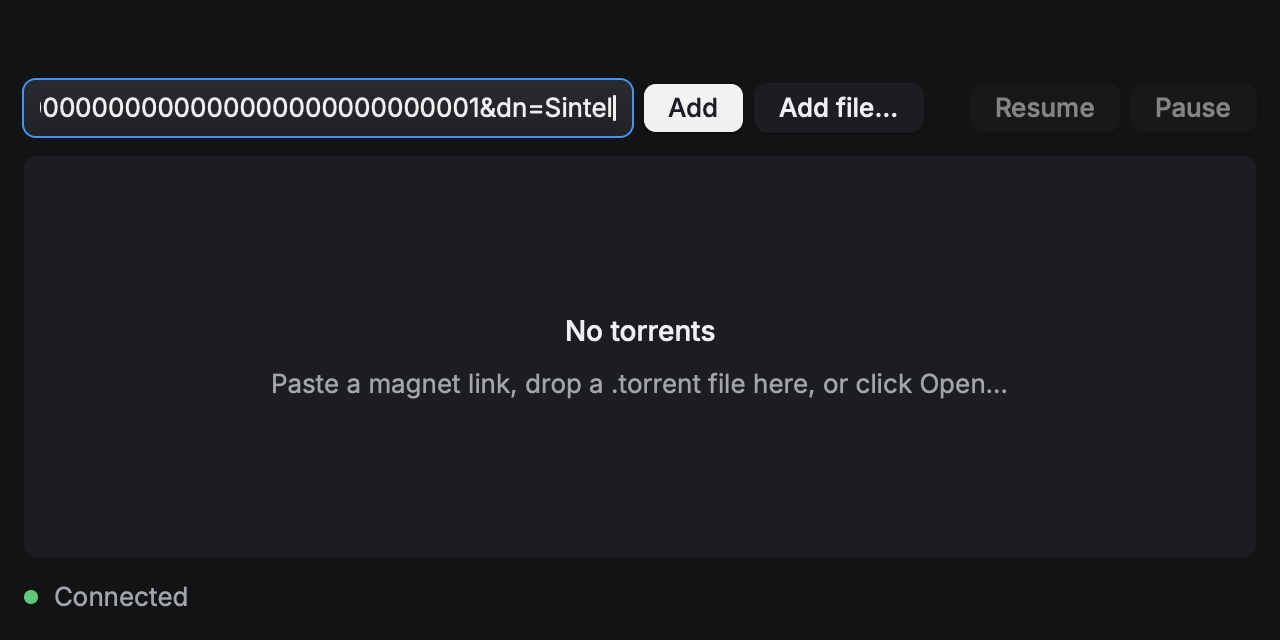 000000000000000000000000000001&dn=Sintel
Add
Add file...
Resume
Pause
No torrents
Paste a magnet link, drop a .torrent file here, or click Open...
Connected